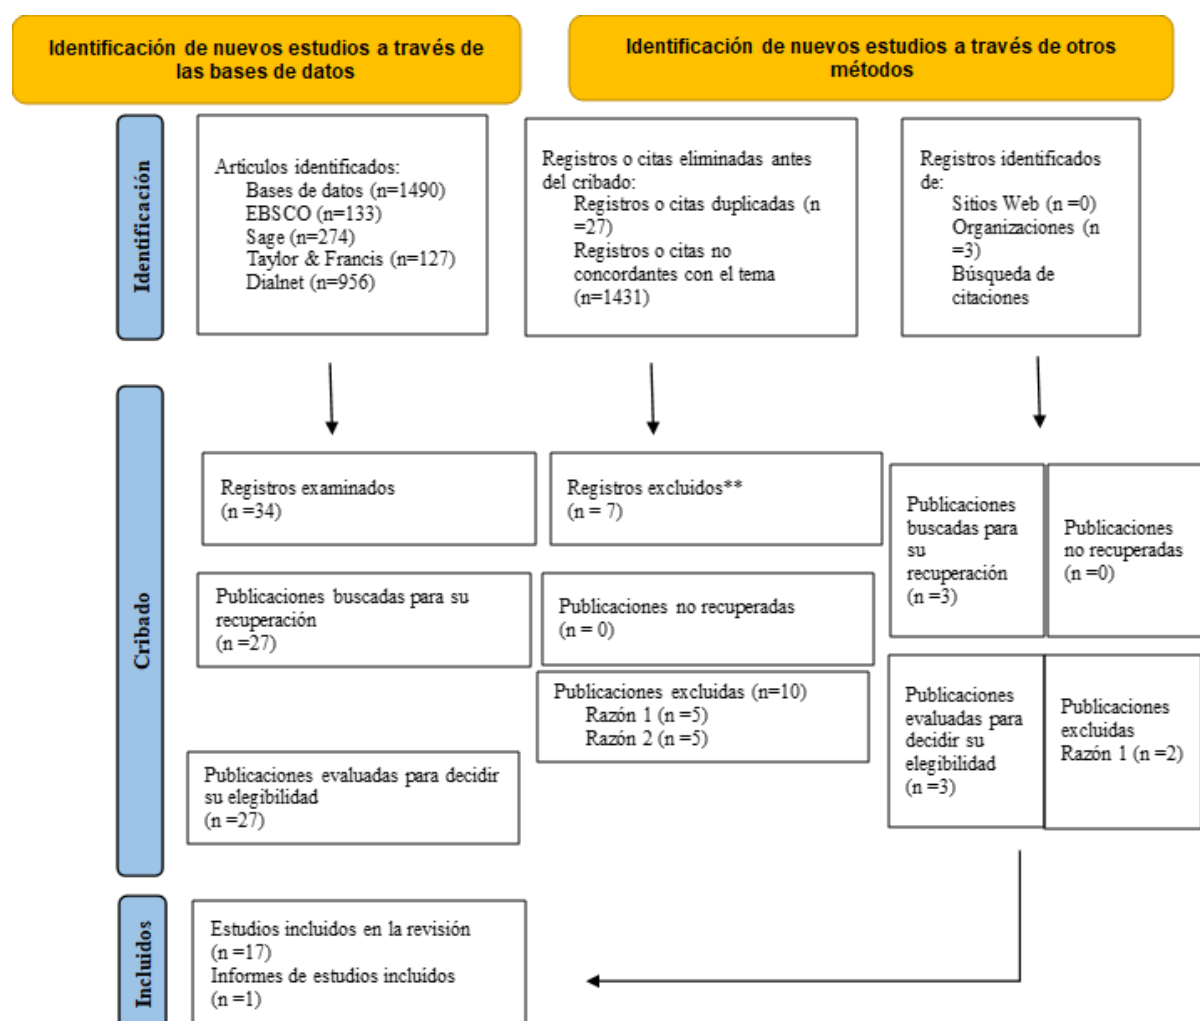 Identificación de nuevos estudios a través de
las bases de datos
Identificación de nuevos estudios a través de otros
métodos
Identificación
Artículos identificados:
Bases de datos (n=1490)
EBSCO (n=133)
Sage (n=274)
Taylor & Francis (n=127)
Dialnet (n=956)
Registros o citas eliminadas antes
del cribado:
Registros o citas duplicadas (n
=27)
Registros o citas no
concordantes con el tema
(n=1431)
Registros identificados
de:
Sitios Web (n =0)
Organizaciones (n
=3)
Búsqueda de
citaciones
Cribado
Registros examinados
(n =34)
Registros excluidos**
(n = 7)
Publicaciones
buscadas para
su
recuperación
(n =3)
Publicaciones
no recuperadas
(n =0)
Publicaciones buscadas para su
recuperación
(n =27)
Publicaciones no recuperadas
(n = 0)
Publicaciones excluidas (n=10)
Razón 1 (n =5)
Razón 2 (n =5)
Publicaciones
evaluadas para
decidir su
elegibilidad
(n =3)
Publicaciones
excluidas
Razón 1 (n =2)
Publicaciones evaluadas para decidir
su elegibilidad
(n =27)
Incluidos
Estudios incluidos en la revisión
(n =17)
Informes de estudios incluidos
(n =1)